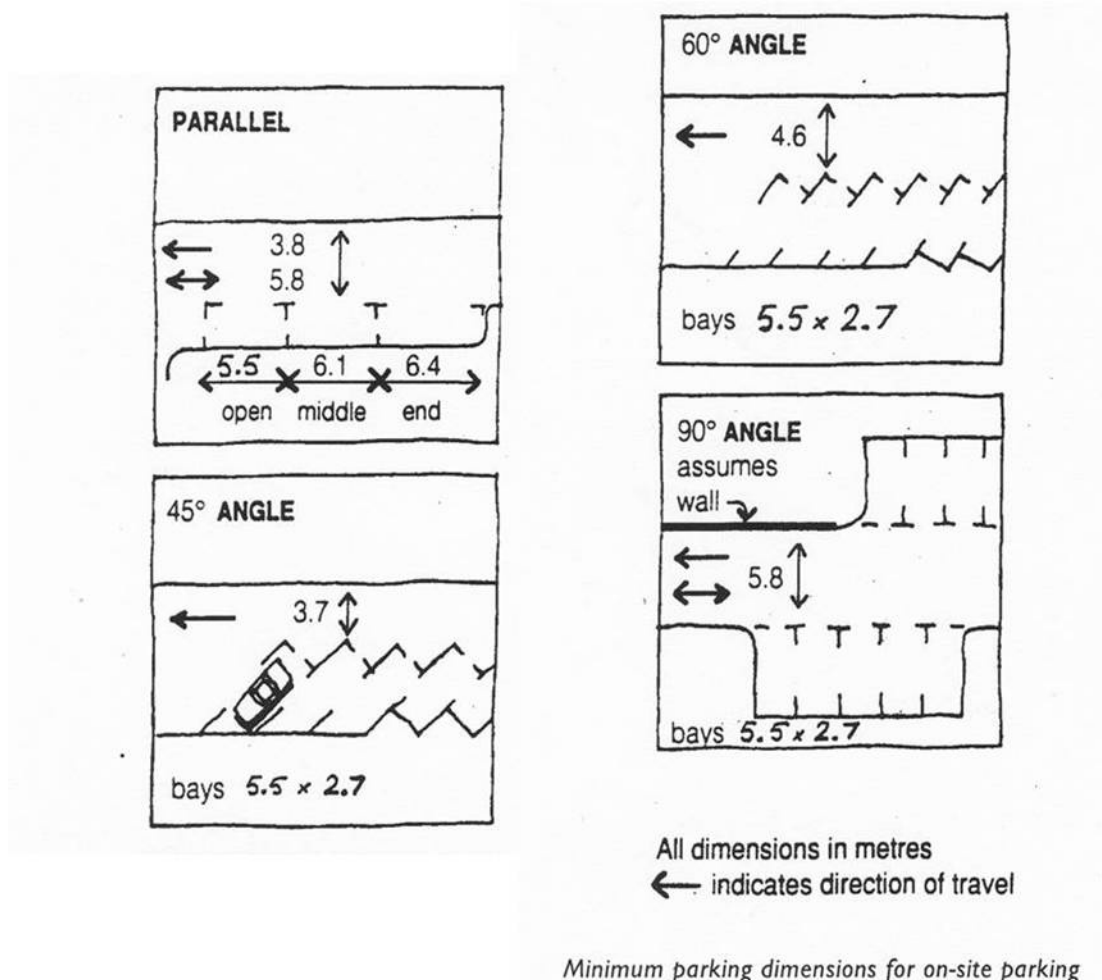 PARALLEL
3.8
5.8
5.5 6.1 6.4
open middle end
45° ANGLE
3.7
bays 5.5 x 2.7
60° ANGLE
4.6
bays 5.5 x 2.7
90° ANGLE
assumes
wall
5.8
bays 5.5 x 2.7
All dimensions in metres
indicates direction of travel
Minimum parking dimensions for on-site parking